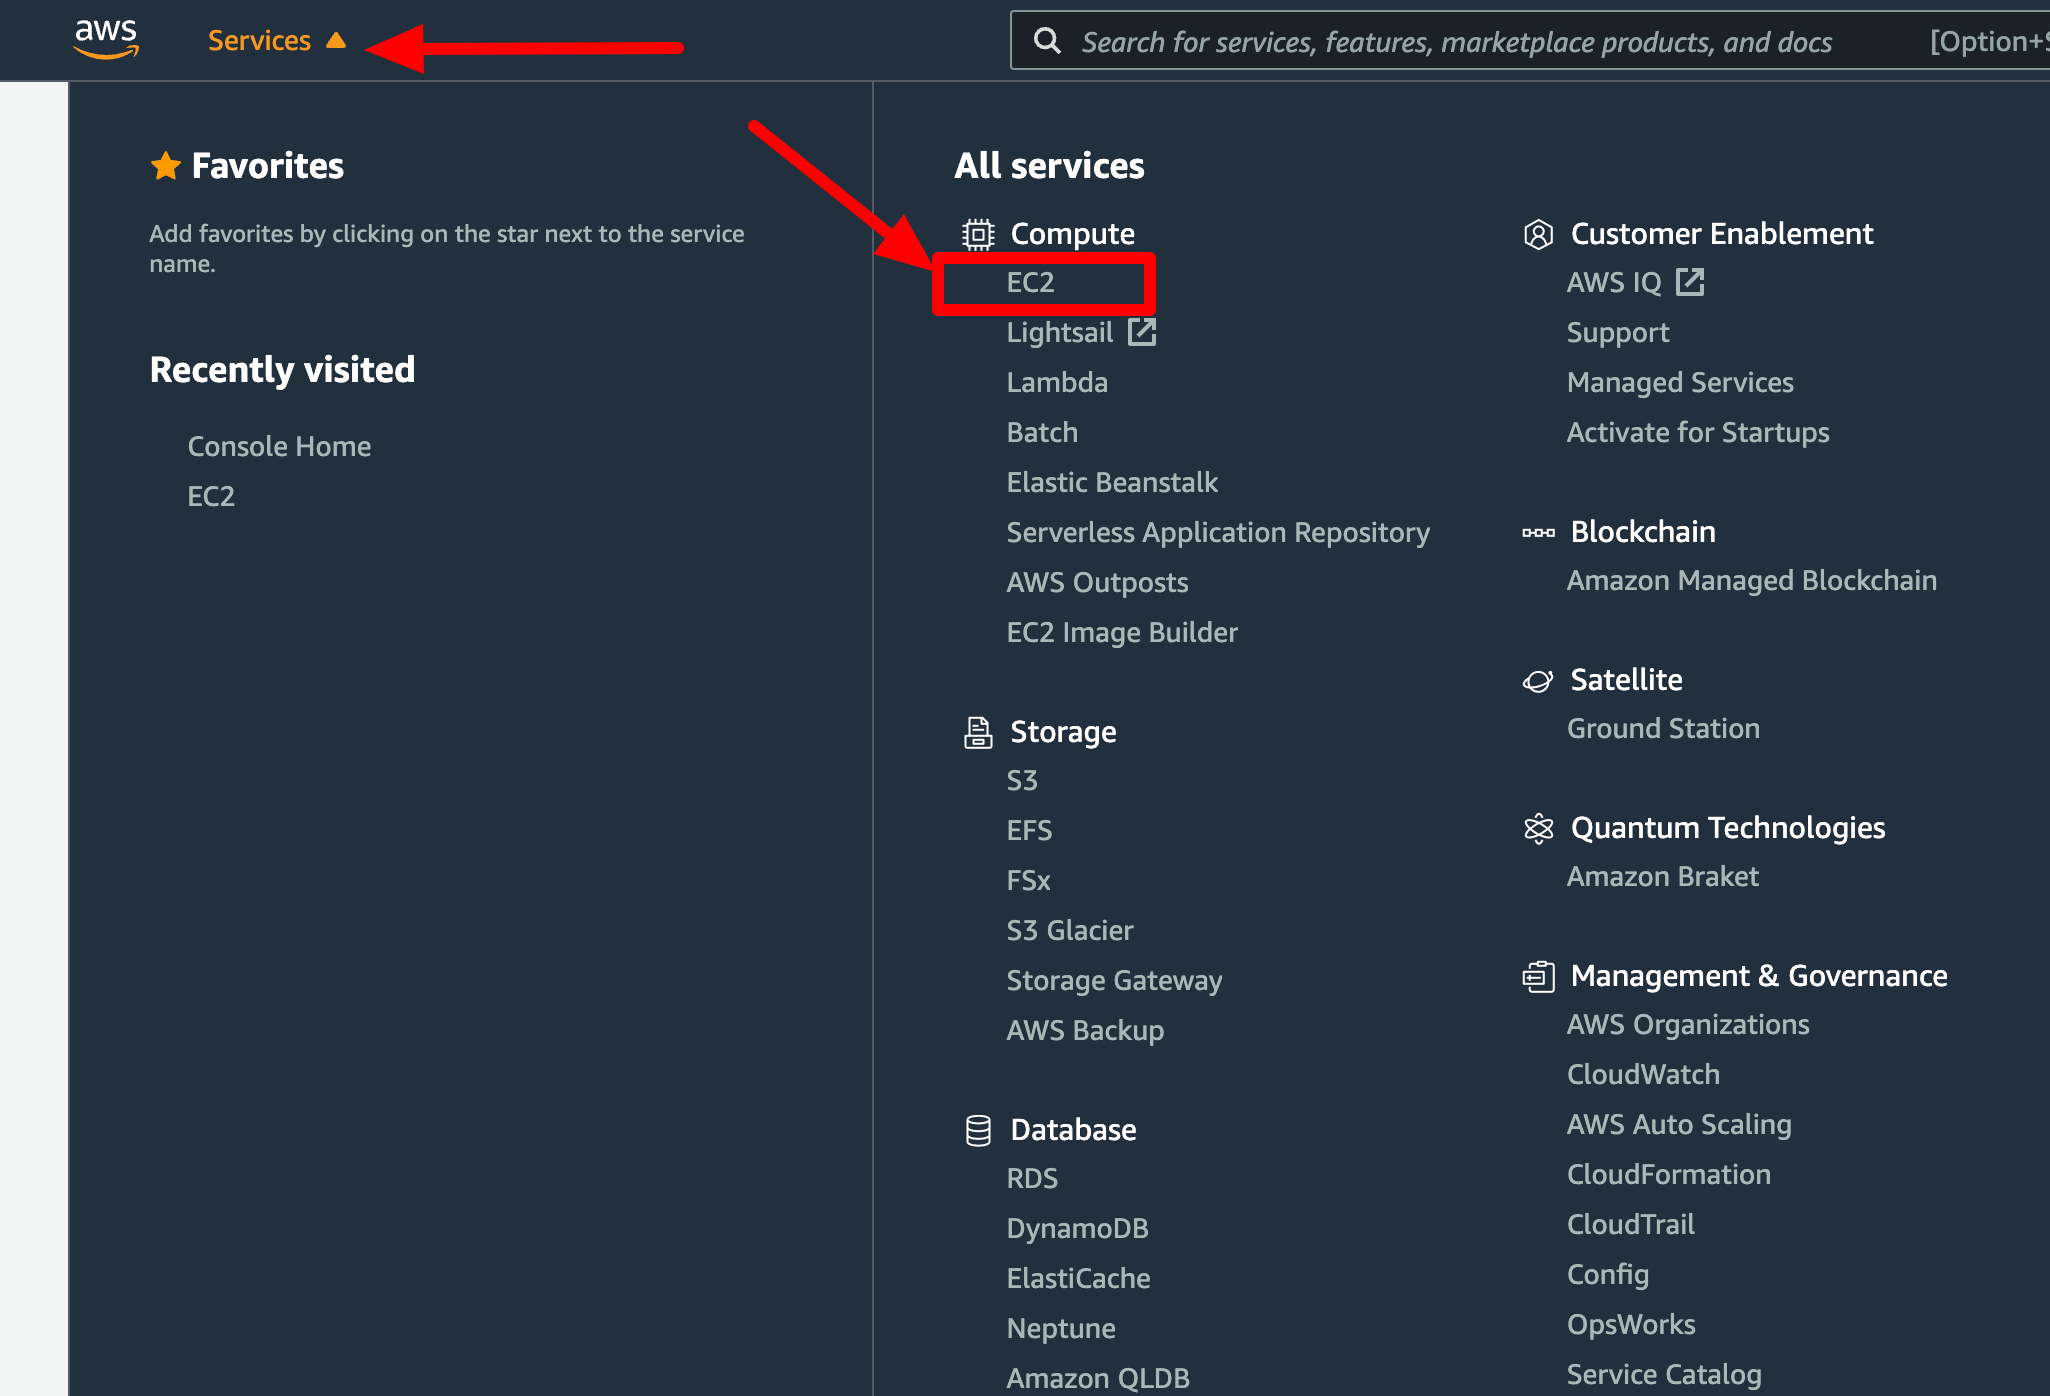 aws
Services
Search for services, features, marketplace products, and docs
[Option+S
Favorites
Add favorites by clicking on the star next to the service
name.
Recently visited
Console Home
EC2
All services
Compute
EC2
Lightsail
Lambda
Batch
Elastic Beanstalk
Serverless Application Repository
AWS Outposts
EC2 Image Builder
Storage
S3
EFS
FSx
S3 Glacier
Storage Gateway
AWS Backup
Database
RDS
DynamoDB
ElastiCache
Neptune
Amazon QLDB
Customer Enablement
AWS IQ
Support
Managed Services
Activate for Startups
Blockchain
Amazon Managed Blockchain
Satellite
Ground Station
Quantum Technologies
Amazon Braket
Management & Governance
AWS Organizations
CloudWatch
AWS Auto Scaling
CloudFormation
CloudTrail
Config
OpsWorks
Service Catalog